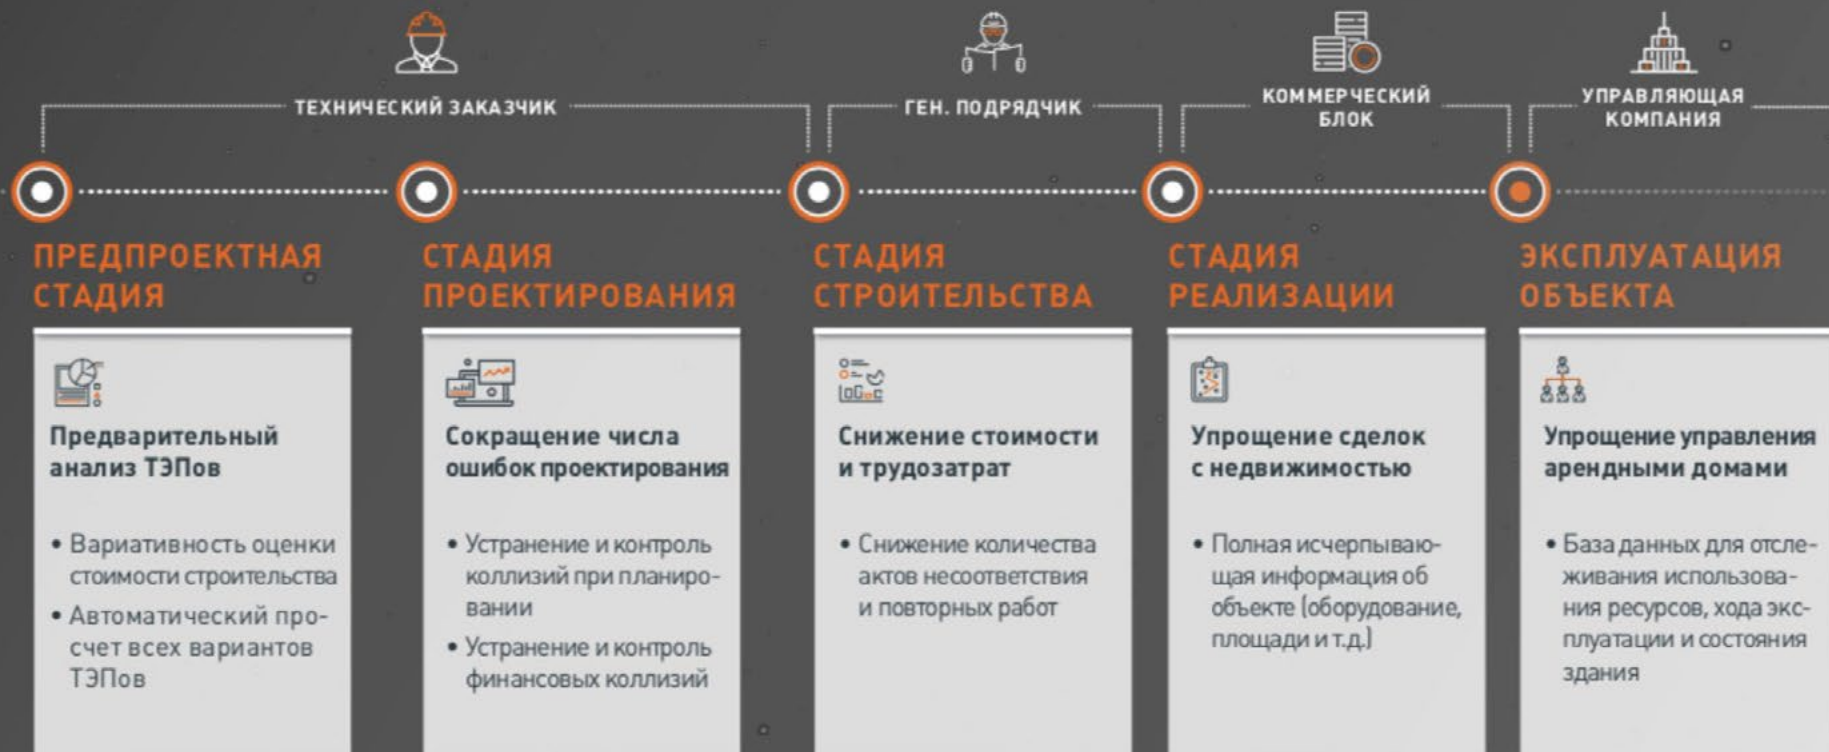 ТЕХНИЧЕСКИЙ ЗАКАЗЧИК
ГЕН. ПОДРЯДЧИК
КОММЕРЧЕСКИЙ
БЛОК
УПРАВЛЯЮЩАЯ
КОМПАНИЯ
ПРЕДПРОЕКТНАЯ
СТАДИЯ
Предварительный
анализ ТЭПов
• Вариативность оценки
стоимости строительства
• Автоматический про-
счет всех вариантов
ТЭПов
СТАДИЯ
ПРОЕКТИРОВАНИЯ
Сокращение числа
ошибок проектирования
• Устранение и контроль
коллизий при планиро-
вании
• Устранение и контроль
финансовых коллизий
СТАДИЯ
СТРОИТЕЛЬСТВА
Снижение стоимости
и трудозатрат
• Снижение количества
актов несоответствия
и повторных работ
СТАДИЯ
РЕАЛИЗАЦИИ
Упрощение сделок
с недвижимостью
• Полная исчерпываю-
щая информация об
объекте (оборудование,
площади и т.д.)
ЭКСПЛУАТАЦИЯ
ОБЪЕКТА
Упрощение управления
арендными домами
• База данных для отсле-
живания использова-
ния ресурсов, хода экс-
плуатации и состояния
здания